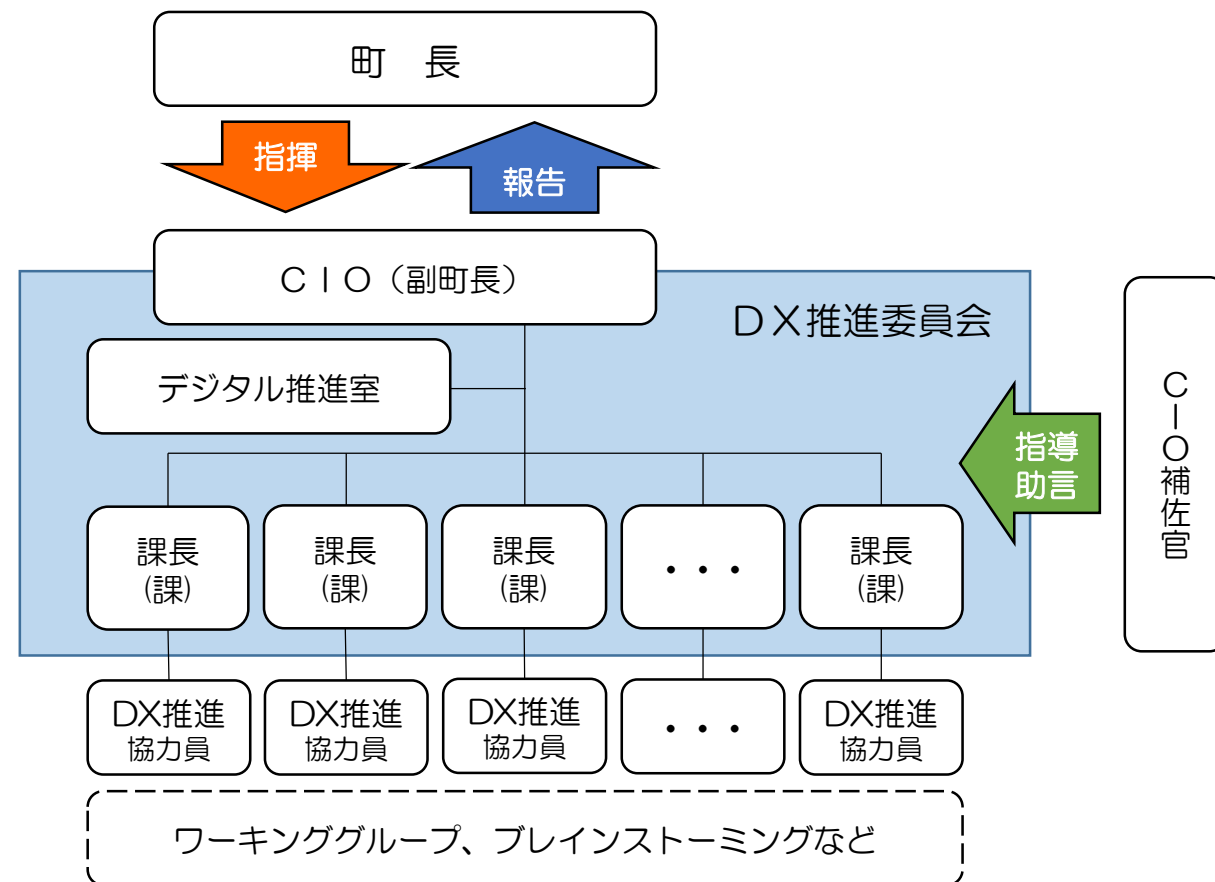 町　長
指揮
報告
ＣＩＯ（副町長）
ＤＸ推進委員会
デジタル推進室
指導
助言
ＣＩＯ補佐官
課長
(課)
課長
(課)
課長
(課)
・・・
課長
(課)
DX推進
協力員
DX推進
協力員
DX推進
協力員
・・・
DX推進
協力員
ワーキンググループ、ブレインストーミングなど